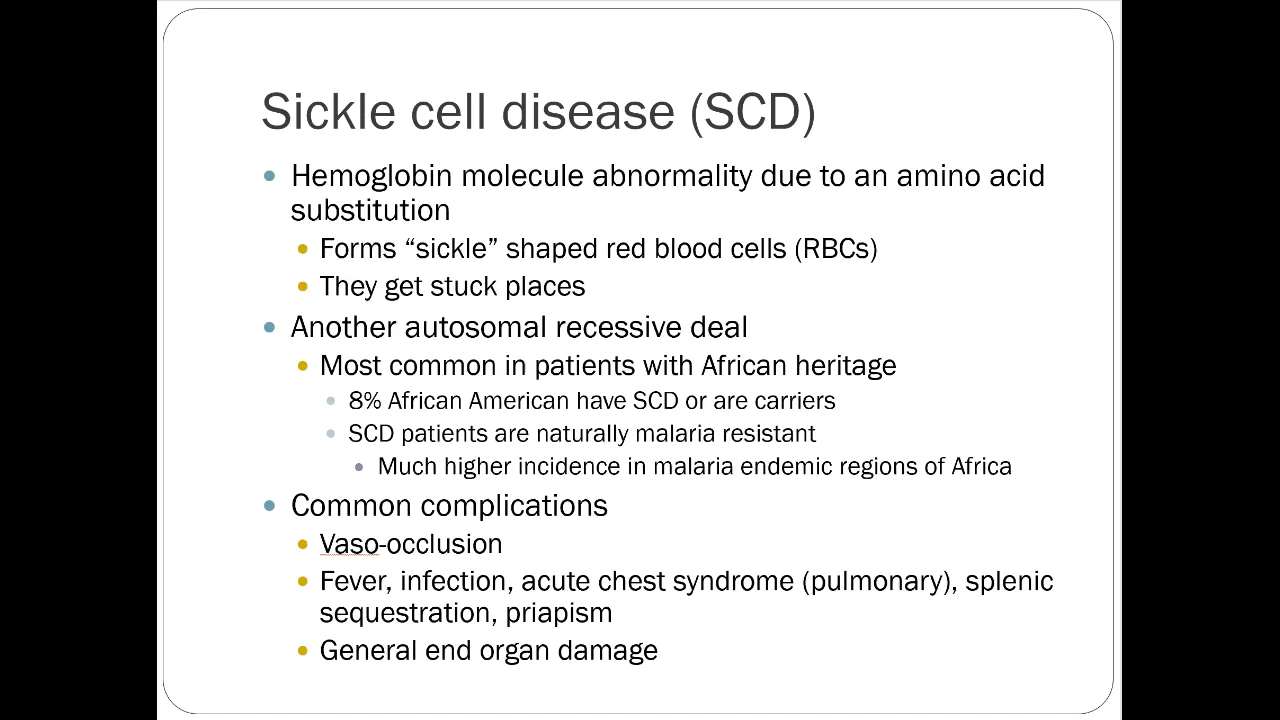 Sickle cell disease (SCD)
Hemoglobin molecule abnormality due to an amino acid
substitution
Forms “sickle” shaped red blood cells (RBCs)
They get stuck places
Another autosomal recessive deal
Most common in patients with African heritage
8% African American have SCD or are carriers
SCD patients are naturally malaria resistant
Much higher incidence in malaria endemic regions of Africa
Common complications
Vaso-occlusion
Fever, infection, acute chest syndrome (pulmonary), splenic
sequestration, priapism
General end organ damage